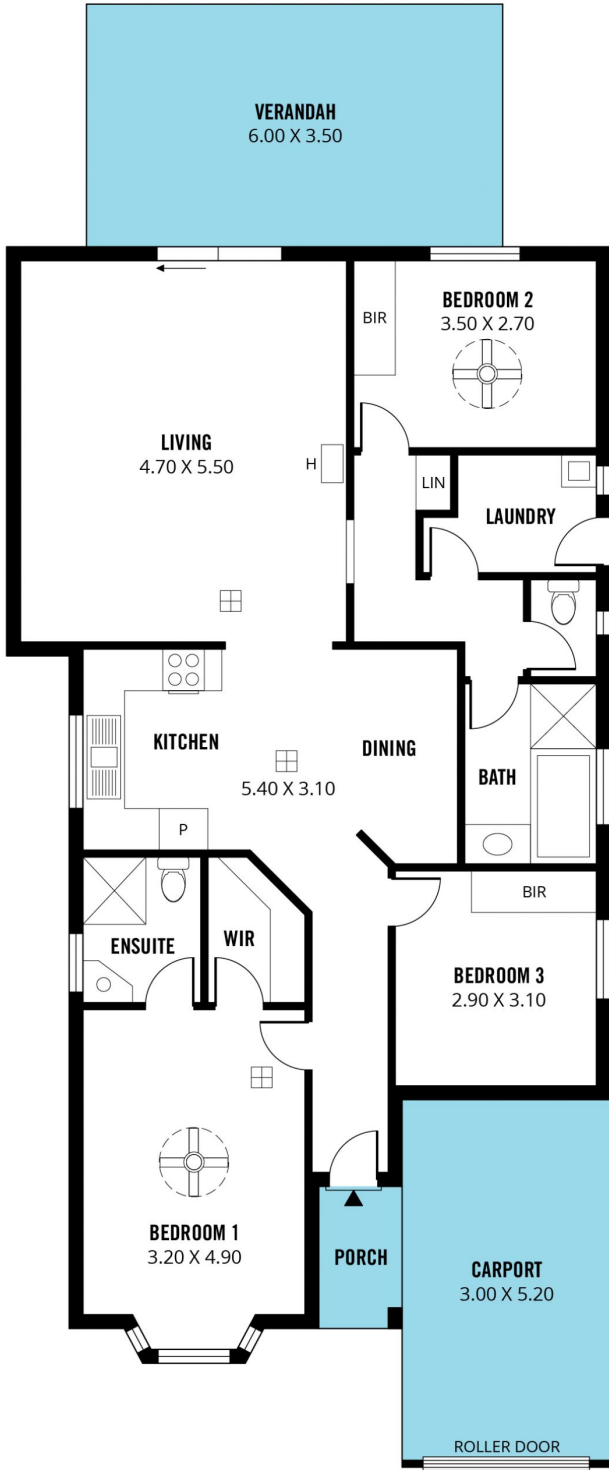 VERANDAH
6.00 X 3.50
BIR
BEDROOM 2
3.50 X 2.70
LIVING
4.70 X 5.50
H
LIN
LAUNDRY
KITCHEN
DINING
5.40 X 3.10
P
BATH
ENSUITE
WIR
BIR
BEDROOM 3
2.90 X 3.10
BEDROOM 1
3.20 X 4.90
PORCH
CARPORT
3.00 X 5.20
ROLLER DOOR